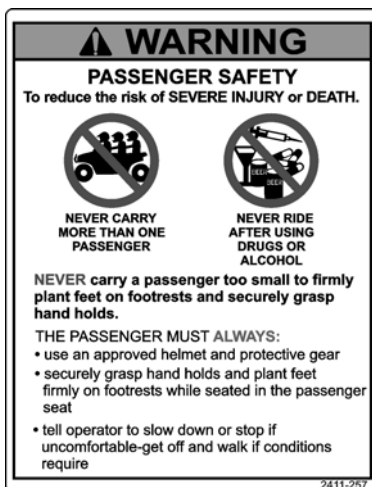 WARNING
PASSENGER SAFETY
To reduce the risk of SEVERE INJURY or DEATH.
NEVER CARRY
MORE THAN ONE
PASSENGER
NEVER RIDE
AFTER USING
DRUGS OR
ALCOHOL
BEER
BEER
NEVER carry a passenger too small to firmly
plant feet on footrests and securely grasp
hand holds.
THE PASSENGER MUST ALWAYS:
• use an approved helmet and protective gear
• securely grasp hand holds and plant feet
firmly on footrests while seated in the passenger
seat
• tell operator to slow down or stop if
uncomfortable-get off and walk if conditions
require
2411-257